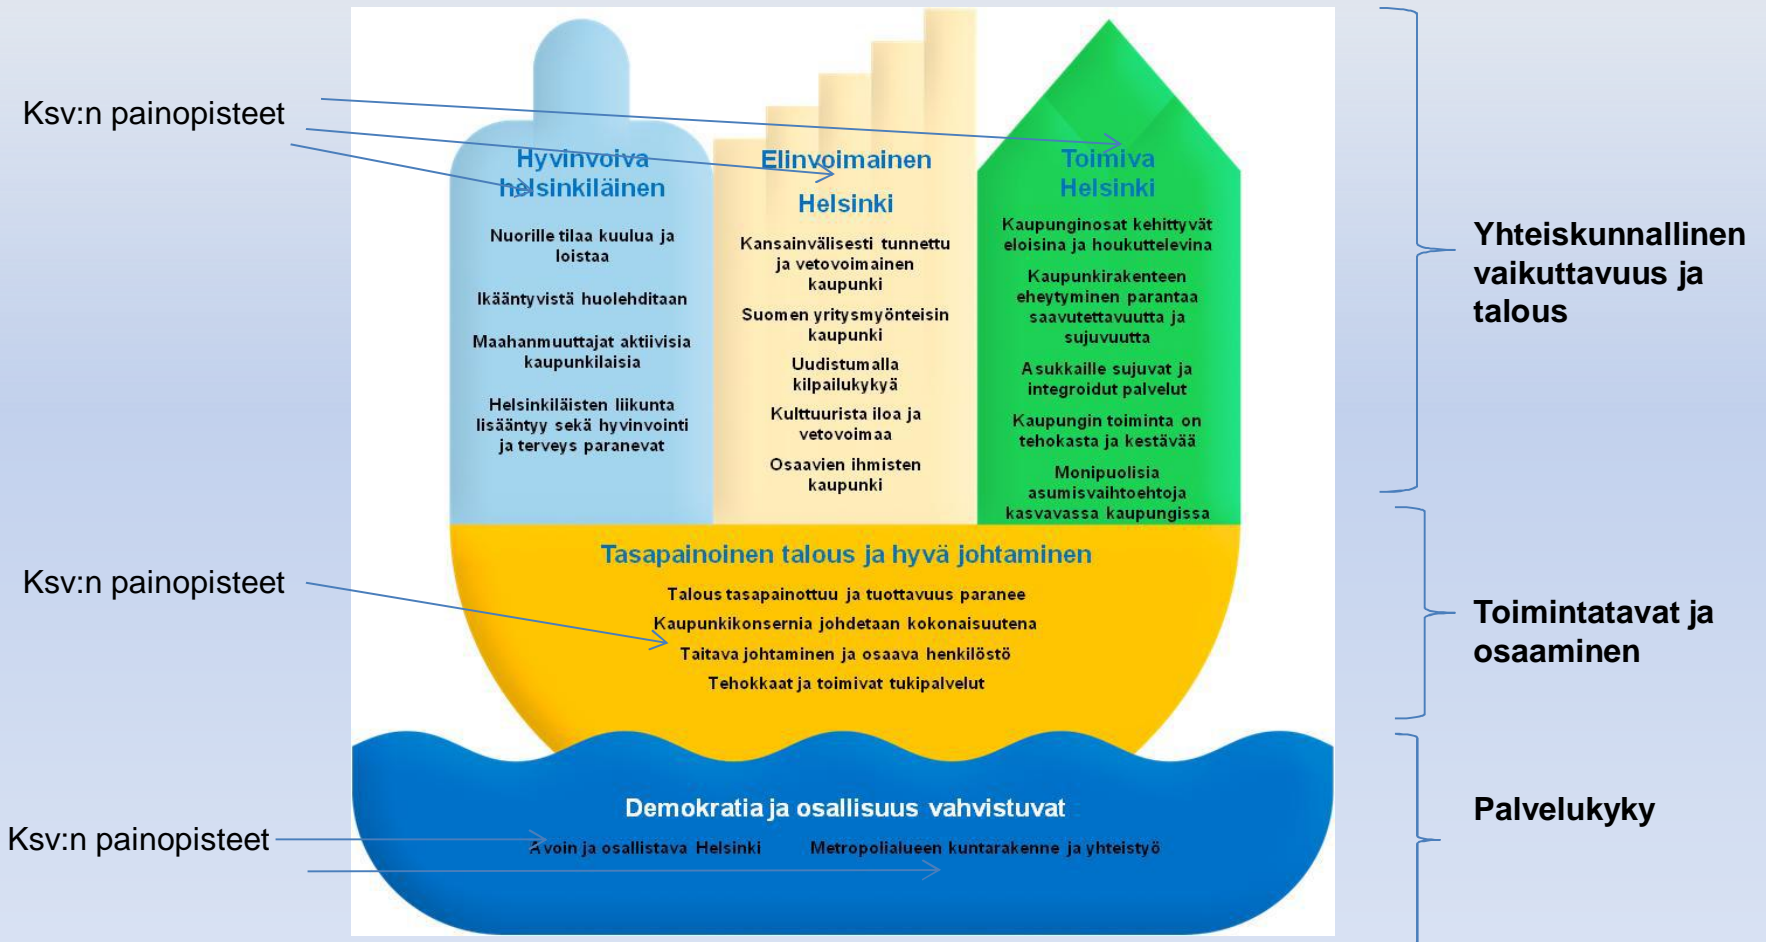 Ksv:n painopisteet
Hyvinvoiva
helsinkiläinen
Nuorille tilaa kuulua ja
loistaa
Ikääntyvistä huolehditaan
Maahanmuuttajat aktiivisia
kaupunkilaisia
Helsinkiläisten liikunta
lisääntyy sekä hyvinvointi
ja terveys paranevat
Elinvoimainen
Helsinki
Kansainvälisesti tunnettu
ja vetovoimainen
kaupunki
Suomen yritysmyönteisin
kaupunki
Uudistumalla
kilpailukykyä
Kulttuurista iloa ja
vetovoimaa
Osaavien ihmisten
kaupunki
Toimiva
Helsinki
Kaupunginosat kehittyvät
eloisina ja houkuttelevina
Kaupunkirakenteen
eheytyminen parantaa
saavutettavuutta ja
sujuvuutta
Asukkaille sujuvat ja
integroidut palvelut
Kaupungin toiminta on
tehokasta ja kestävää
Monipuolisia
asumisvaihtoehtoja
kasvavassa kaupungissa
Yhteiskunnallinen
vaikuttavuus ja
talous
Ksv:n painopisteet
Tasapainoinen talous ja hyvä johtaminen
Talous tasapainottuu ja tuottavuus paranee
Kaupunkikonsernia johdetaan kokonaisuutena
Taitava johtaminen ja osaava henkilöstö
Tehokkaat ja toimivat tukipalvelut
Toimintatavat ja
osaaminen
Ksv:n painopisteet
Demokratia ja osallisuus vahvistuvat
Avoin ja osallistava Helsinki
Metropolialueen kuntarakenne ja yhteistyö
Palvelukyky